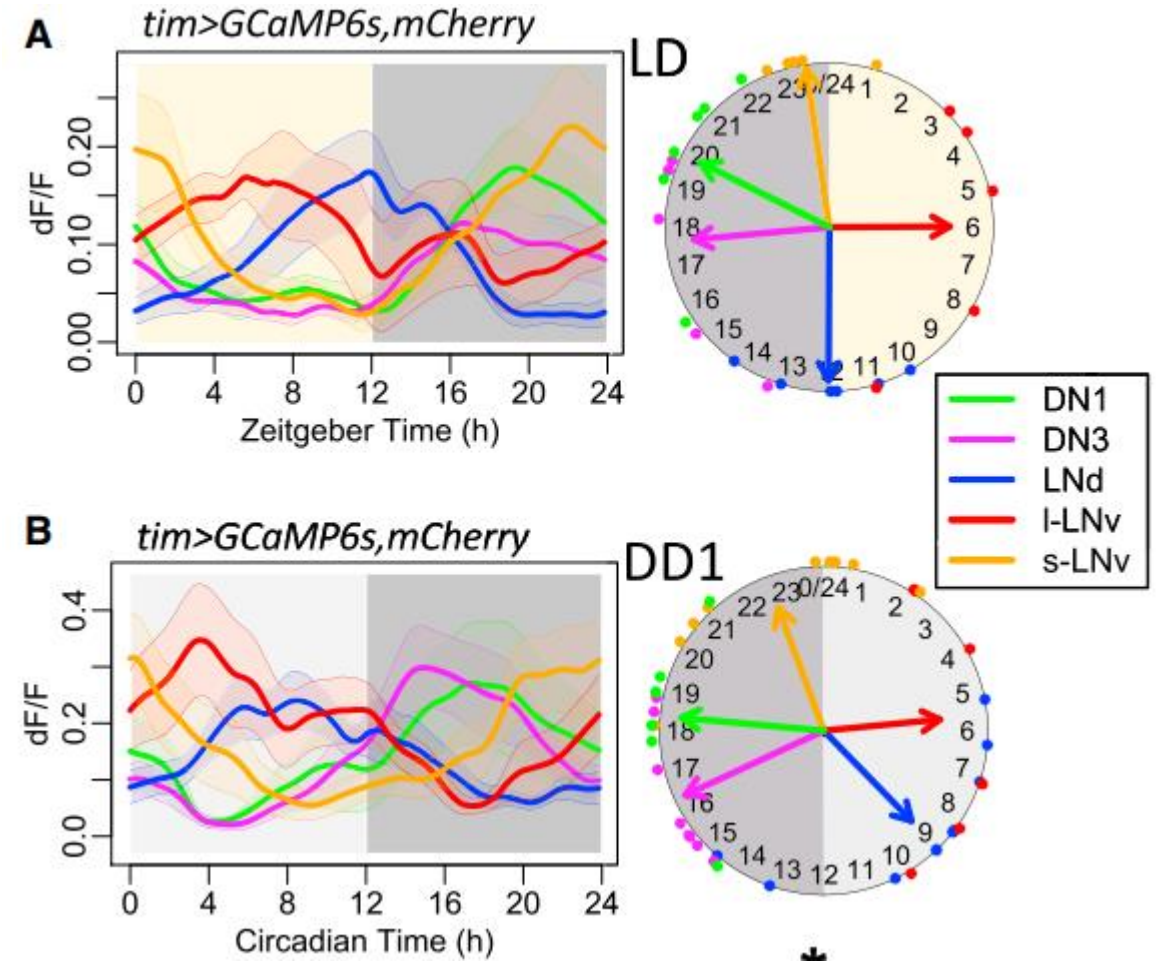 A
tim>GCaMP6s,mCherry
dF/F
0.00 0.10 0.20
0 4 8 12 16 20 24
Zeitgeber Time (h)
LD
0/24 1 2 3 4 5 6 7 8 9 10 11 12 13 14 15 16 17 18 19 20 21 22 23
DN1
DN3
LNd
l-LNv
s-LNv
B
tim>GCaMP6s,mCherry
dF/F
0.0 0.2 0.4
0 4 8 12 16 20 24
Circadian Time (h)
DD1
0/24 1 2 3 4 5 6 7 8 9 10 11 12 13 14 15 16 17 18 19 20 21 22 23
*